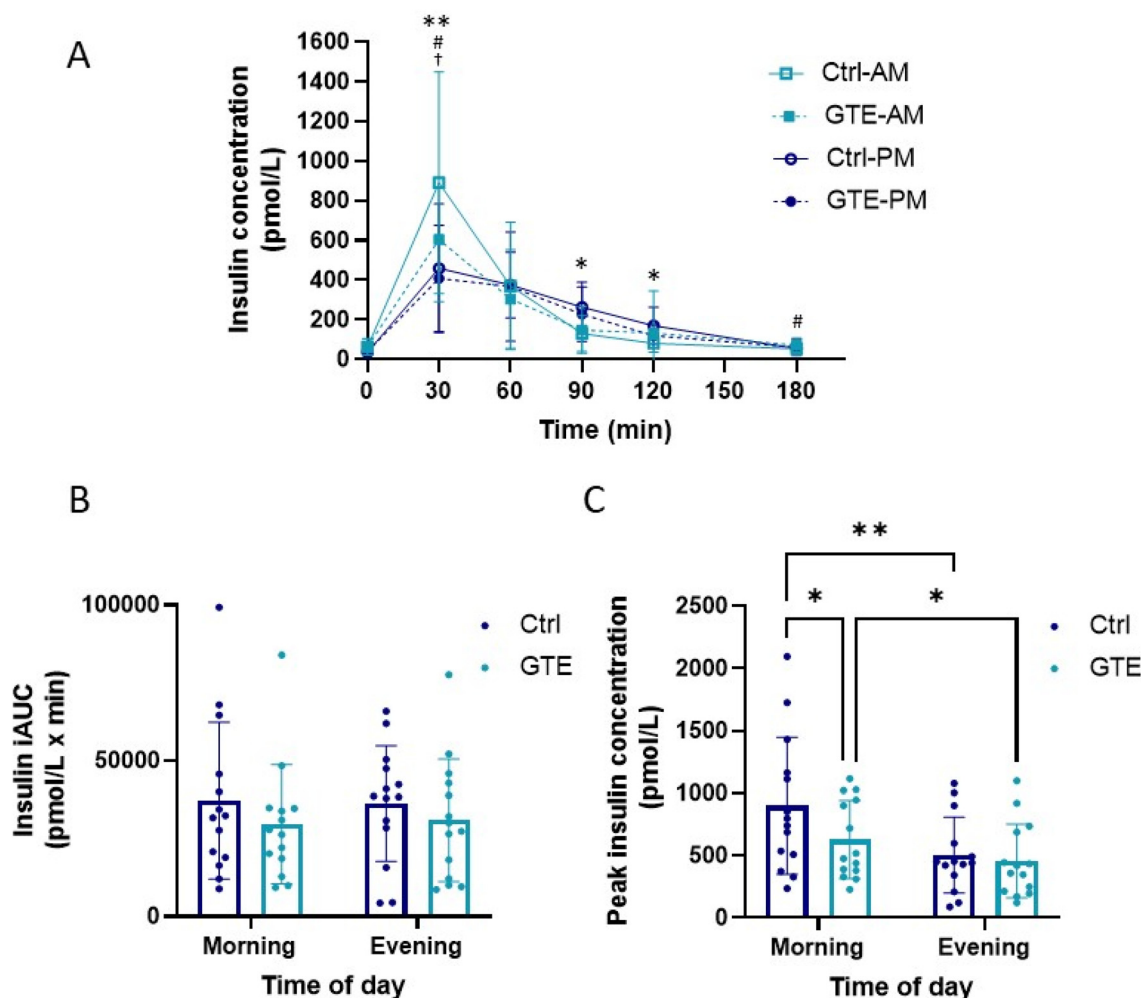 A
**
#
†
1600
1400
1200
1000
800
600
400
200
0
Insulin concentration
(pmol/L)
*
*
#
0 30 60 90 120 150 180
Time (min)
Ctrl-AM
GTE-AM
Ctrl-PM
GTE-PM
B
100000
50000
0
Insulin iAUC
(pmol/L x min)
Ctrl
GTE
Morning Evening
Time of day
C
**
*
*
2500
2000
1500
1000
500
0
Peak insulin concentration
(pmol/L)
Ctrl
GTE
Morning Evening
Time of day